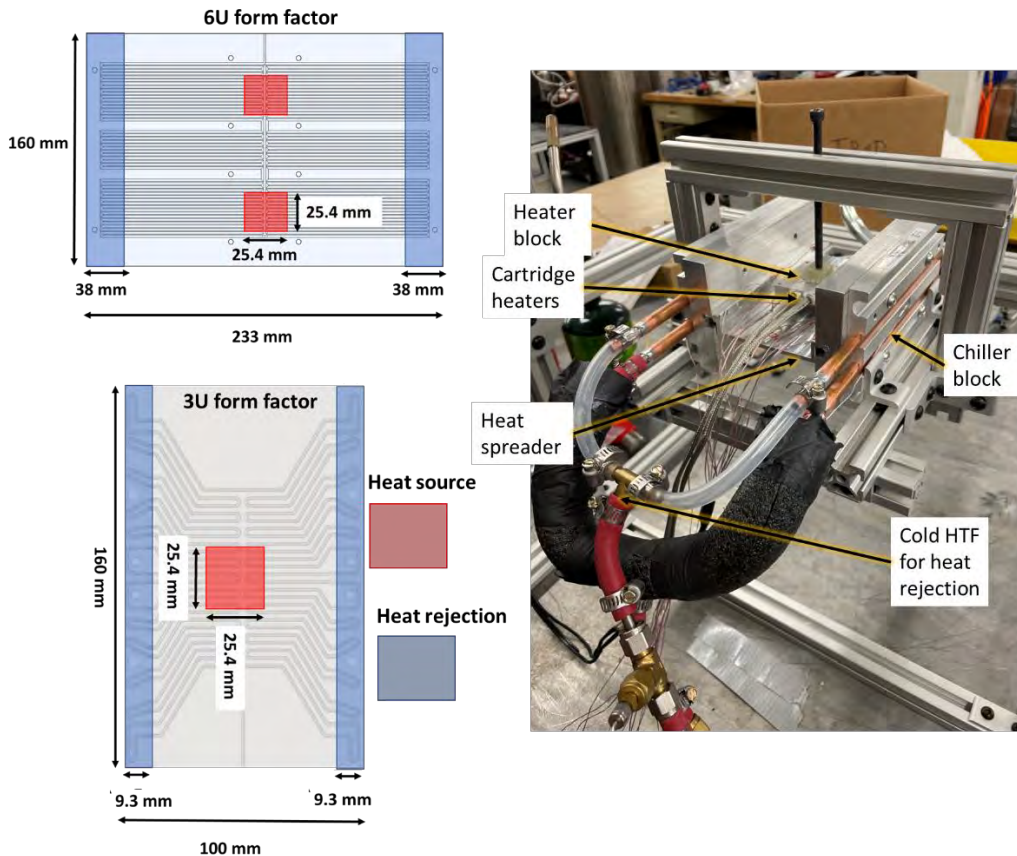 6U form factor
160 mm
25.4 mm
25.4 mm
38 mm
38 mm
233 mm
3U form factor
160 mm
25.4 mm
25.4 mm
9.3 mm
9.3 mm
100 mm
Heat source
Heat rejection
Heater
block
Cartridge
heaters
Heat
spreader
Chiller
block
Cold HTF
for heat
rejection